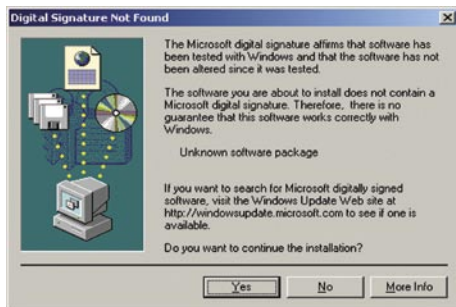 Digital Signature Not Found
The Microsoft digital signature affirms that software has
been tested with Windows and that the software has not
been altered since it was tested.
The software you are about to install does not contain a
Microsoft digital signature. Therefore, there is no
guarantee that this software works correctly with
Windows.
Unknown software package
If you want to search for Microsoft digitally signed
software, visit the Windows Update Web site at
http://windowsupdate.microsoft.com to see if one is
available.
Do you want to continue the installation?
Yes No More Info